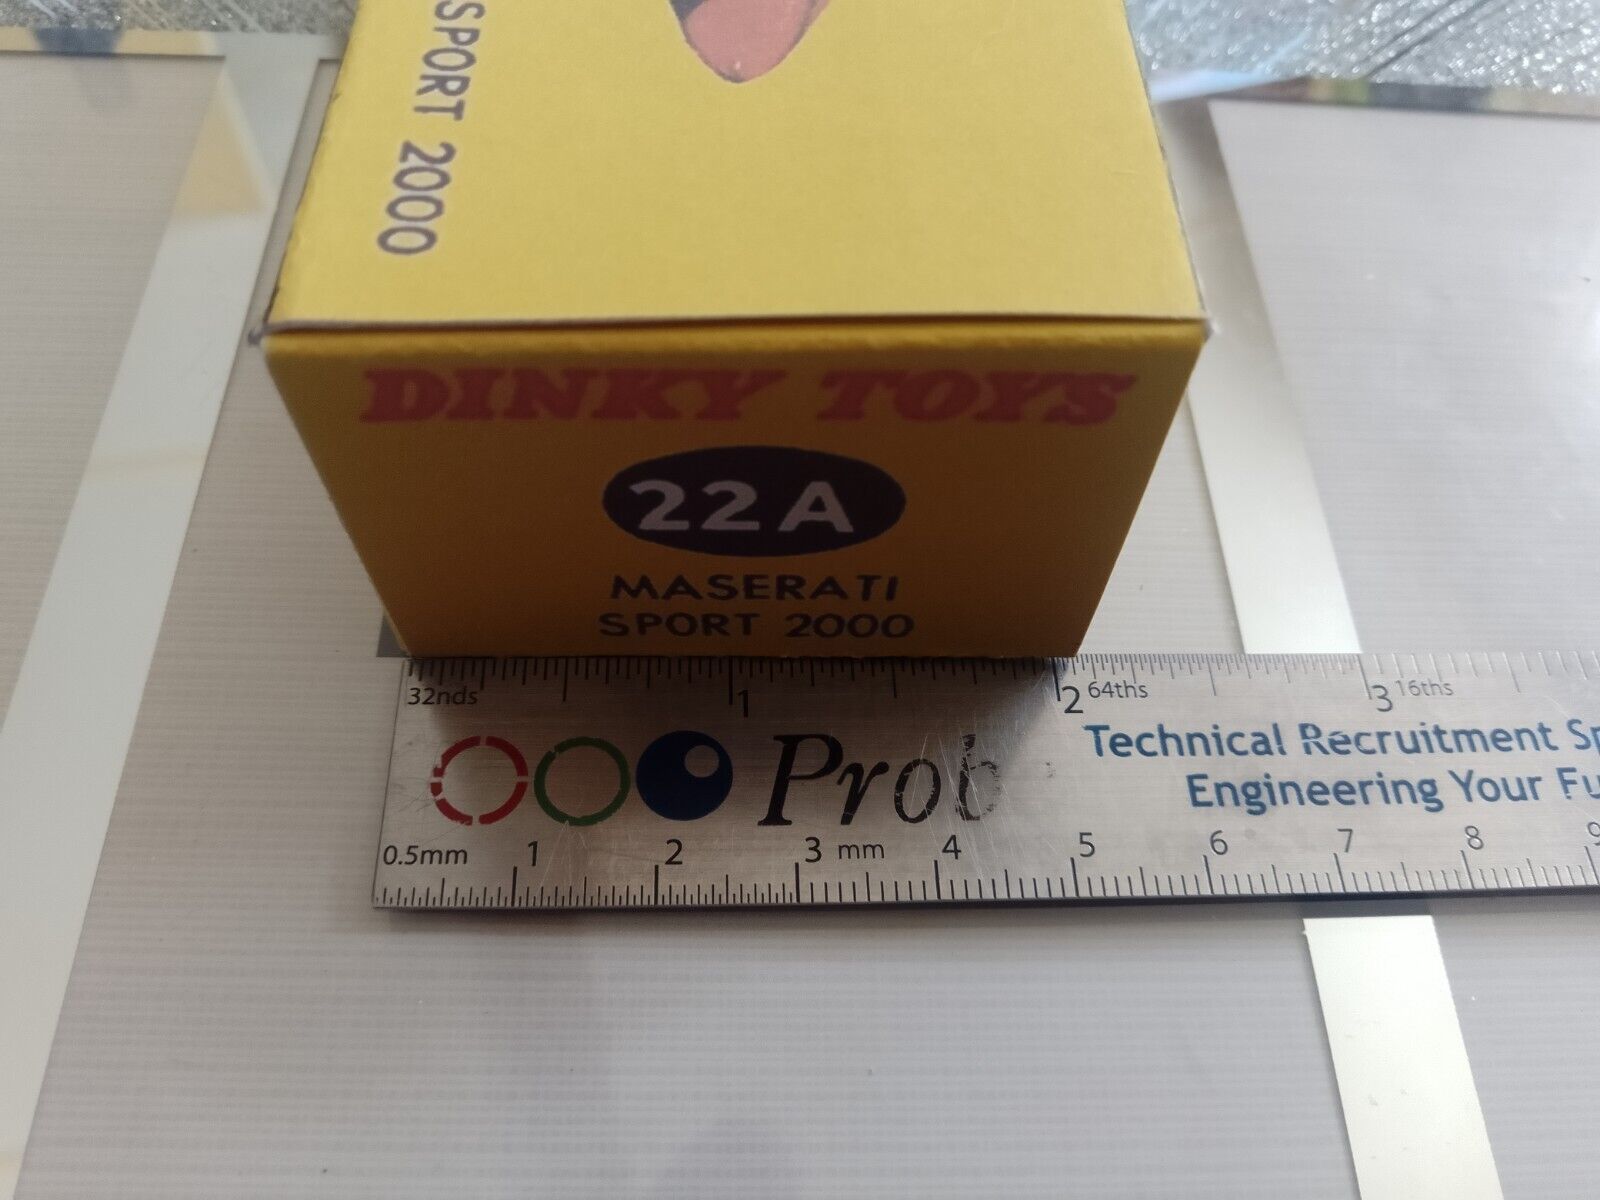 SPORT 2000
DINKY TOYS
22A
MASERATI
SPORT 2000
32nds 1 2 64ths 3 16ths
Prob
Technical Recruitment Sp
Engineering Your Fu
0.5mm 1 2 3 mm 4 5 6 7 8 9